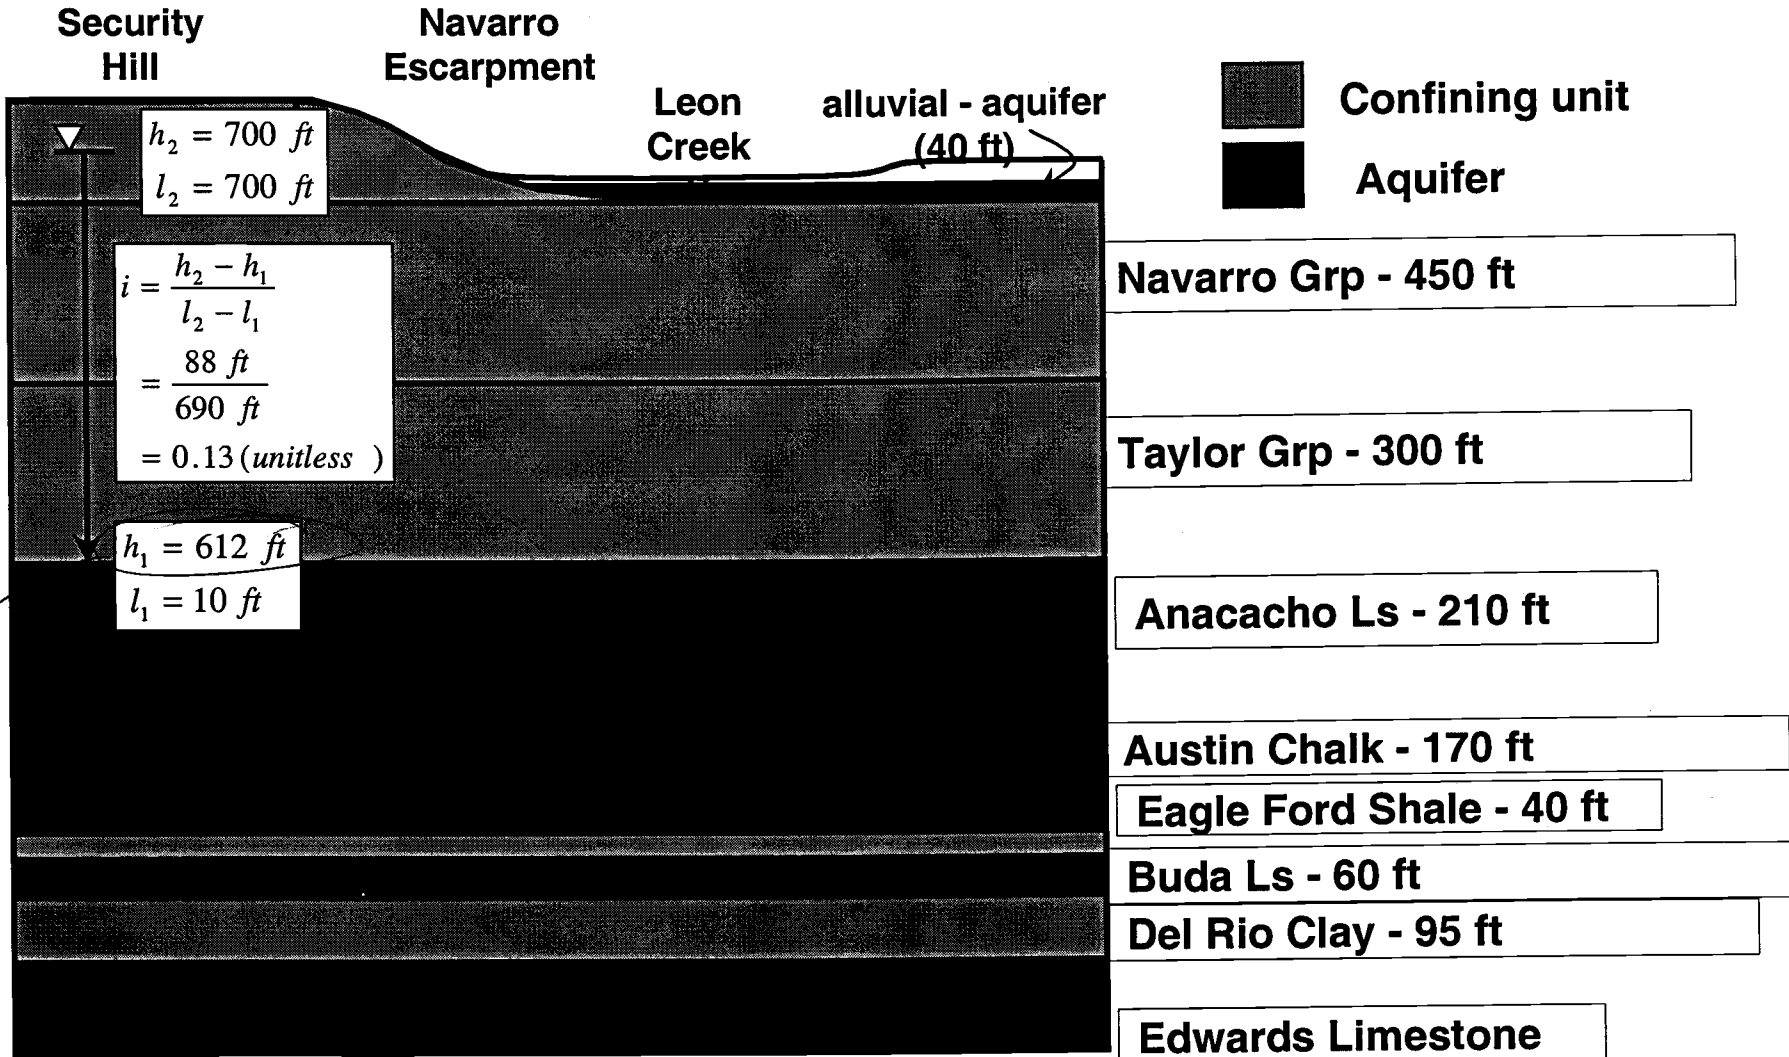 Security
Hill
Navarro
Escarpment
Leon
Creek
alluvial - aquifer
(40 ft)
Confining unit
Aquifer
h₂ = 700 ft
l₂ = 700 ft
i = (h₂ − h₁) / (l₂ − l₁)
= 88 ft / 690 ft
= 0.13 (unitless )
h₁ = 612 ft
l₁ = 10 ft
Navarro Grp - 450 ft
Taylor Grp - 300 ft
Anacacho Ls - 210 ft
Austin Chalk - 170 ft
Eagle Ford Shale - 40 ft
Buda Ls - 60 ft
Del Rio Clay - 95 ft
Edwards Limestone